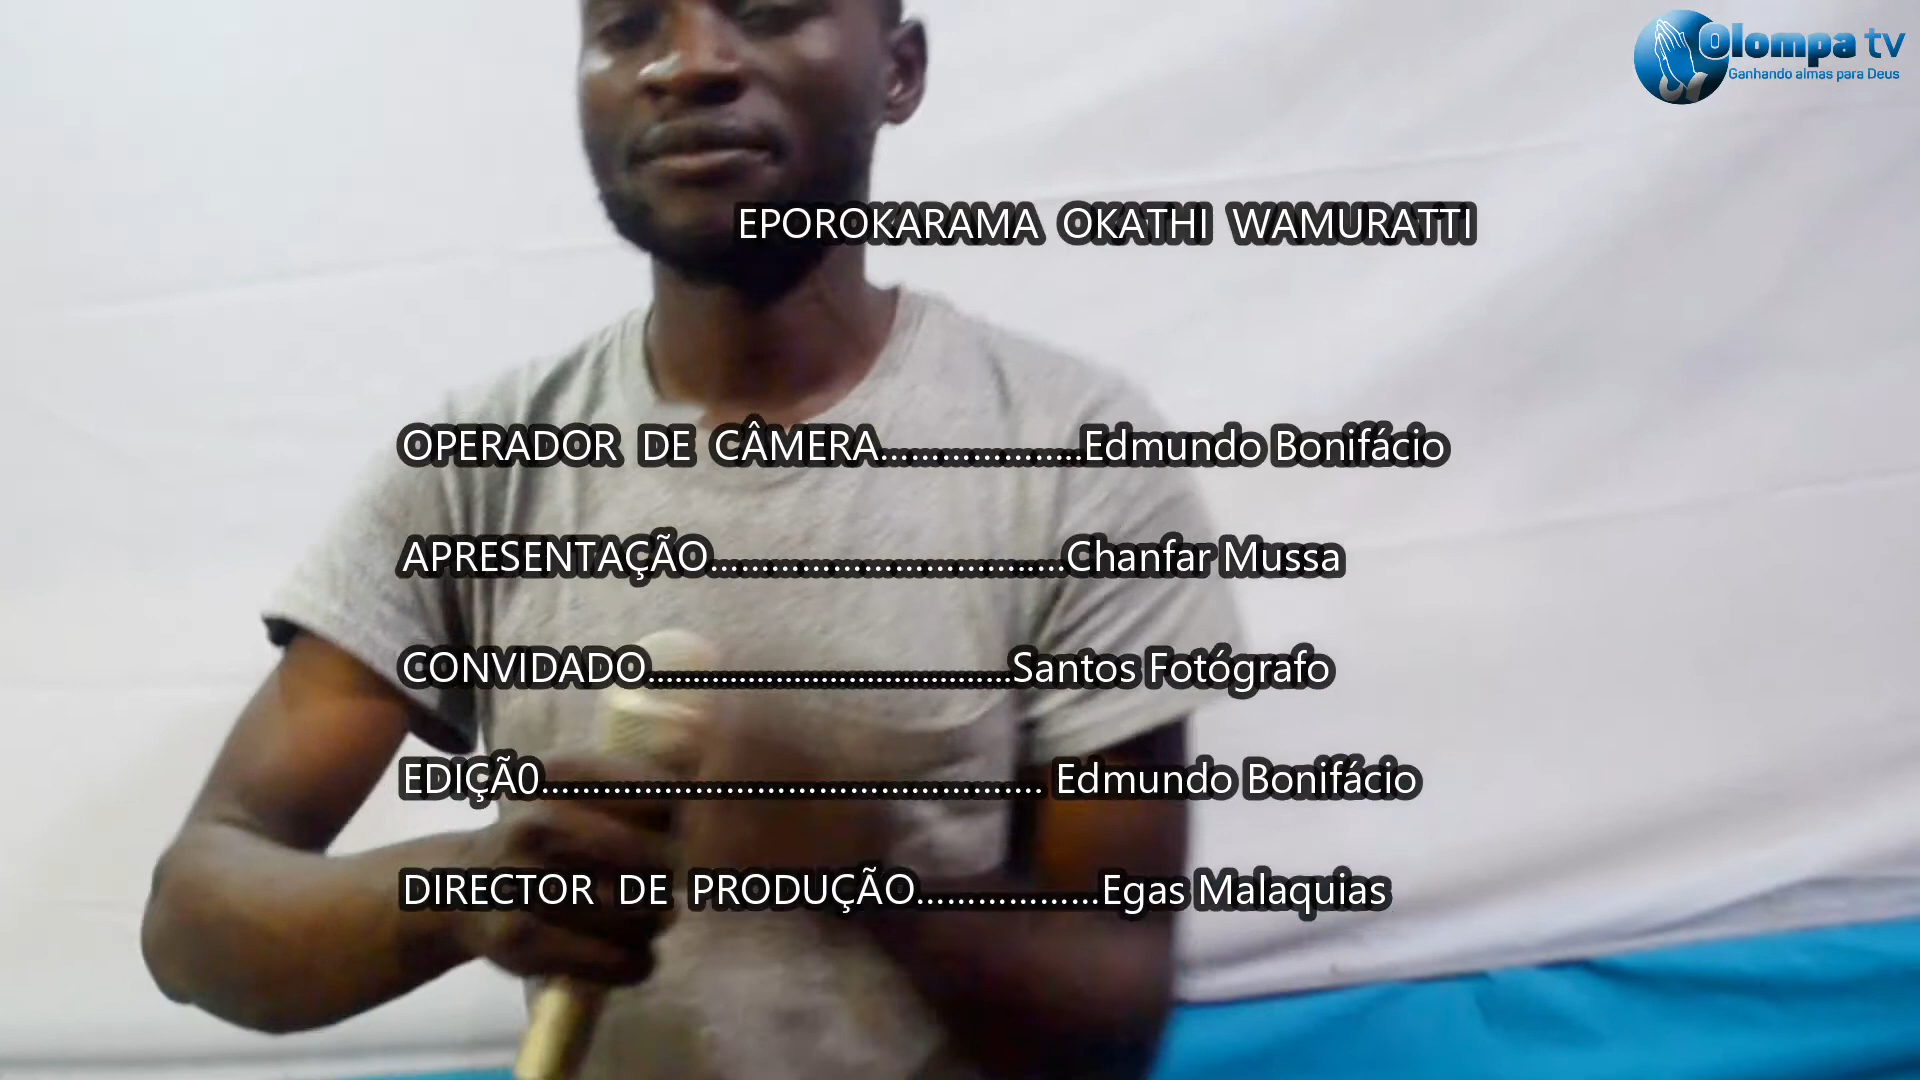 Olompa tv
Ganhando almas para Deus
EPOROKARAMA OKATHI WAMURATTI
OPERADOR DE CÂMERA....................Edmundo Bonifácio
APRESENTAÇÃO...................................Chanfar Mussa
CONVIDADO....................................Santos Fotógrafo
EDIÇÃ0................................................. Edmundo Bonifácio
DIRECTOR DE PRODUÇÃO..................Egas Malaquias